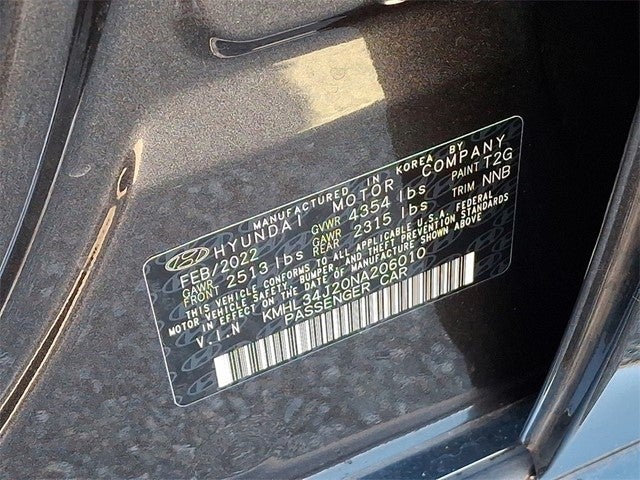 MANUFACTURED IN KOREA BY
HYUNDAI MOTOR COMPANY
FEB/2022 GVWR 4354 lbs PAINT T2G
GAWR FRONT 2513 lbs GAWR REAR 2315 lbs TRIM NNB
THIS VEHICLE CONFORMS TO ALL APPLICABLE U.S.A. FEDERAL
MOTOR VEHICLE SAFETY, BUMPER, AND THEFT PREVENTION STANDARDS
IN EFFECT ON THE DATE OF MANUFACTURE SHOWN ABOVE
V.I.N KMHL34J20NA206010
PASSENGER CAR